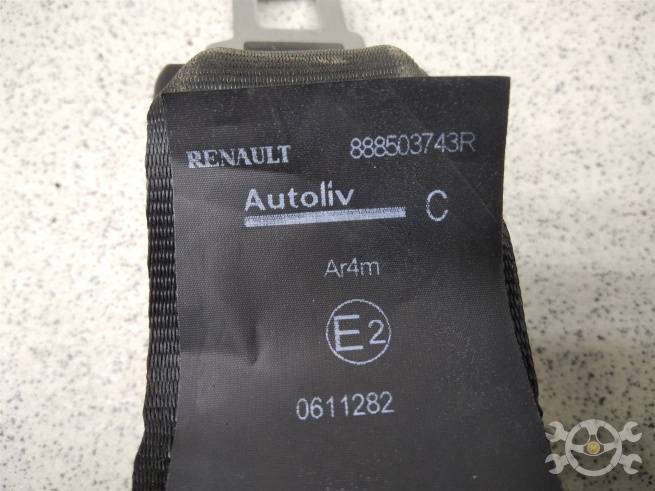 RENAULT 888503743R
Autoliv C
Ar4m
E2
0611282